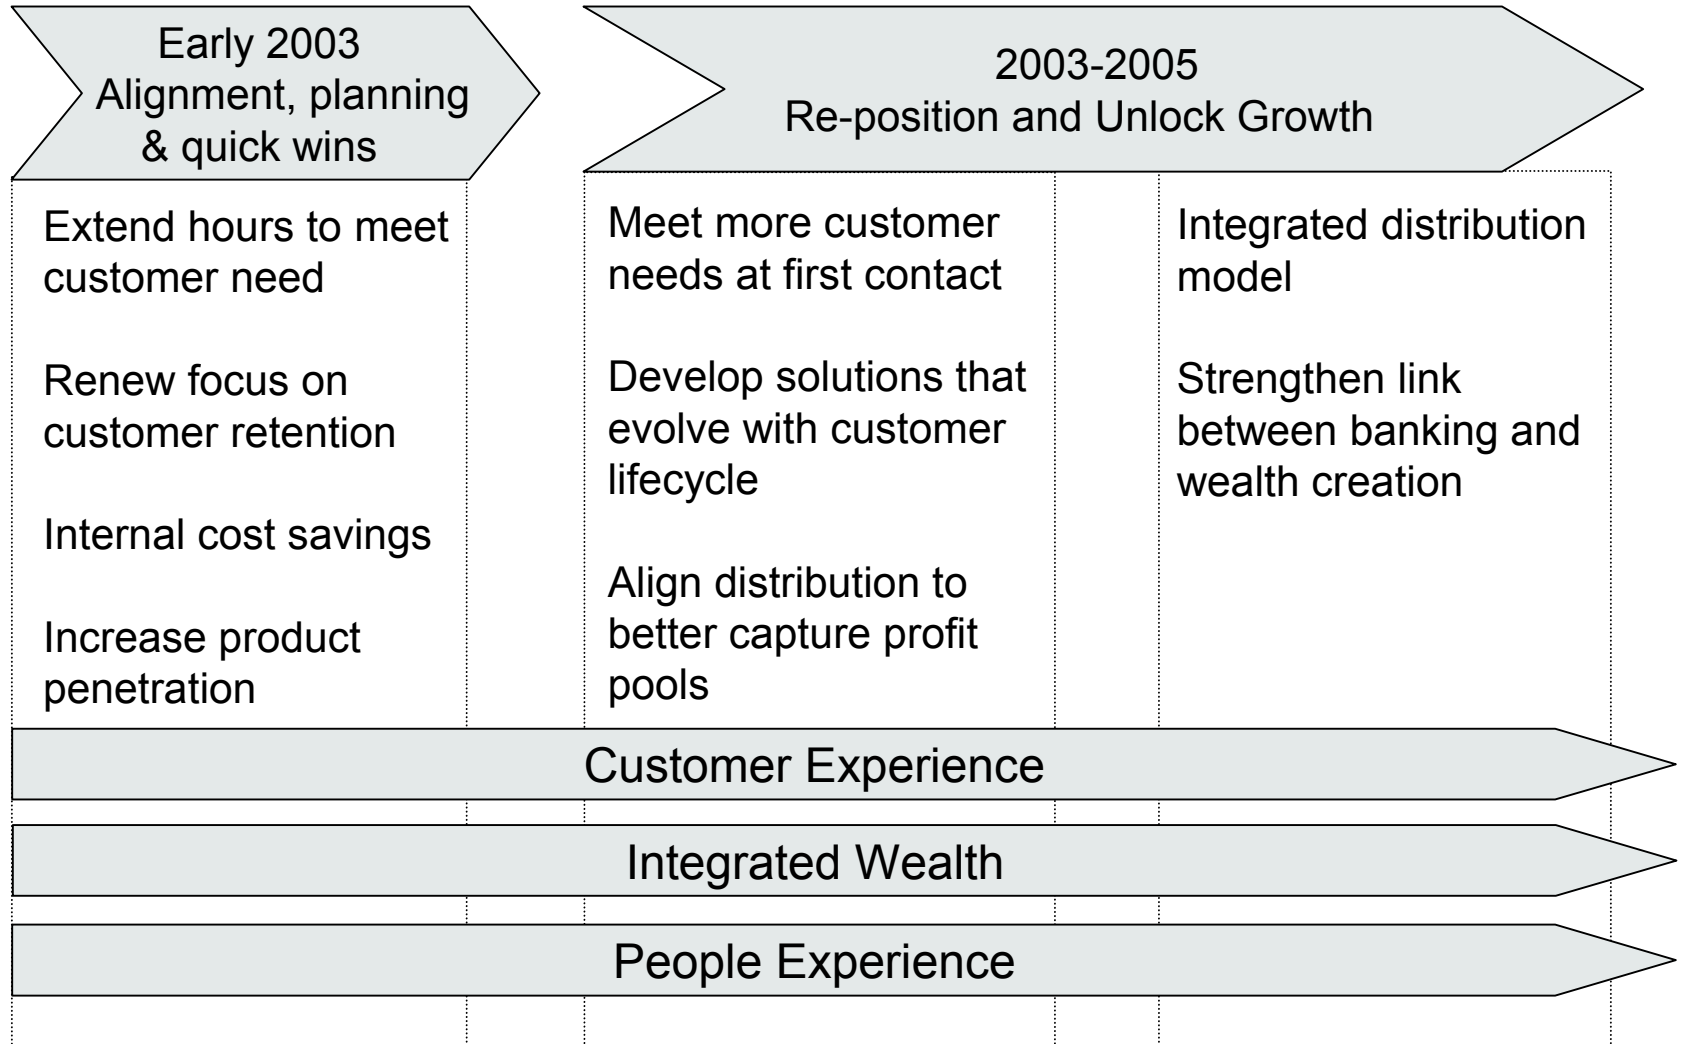 Early 2003
Alignment, planning
& quick wins
2003-2005
Re-position and Unlock Growth
Extend hours to meet
customer need
Renew focus on
customer retention
Internal cost savings
Increase product
penetration
Meet more customer
needs at first contact
Develop solutions that
evolve with customer
lifecycle
Align distribution to
better capture profit
pools
Integrated distribution
model
Strengthen link
between banking and
wealth creation
Customer Experience
Integrated Wealth
People Experience